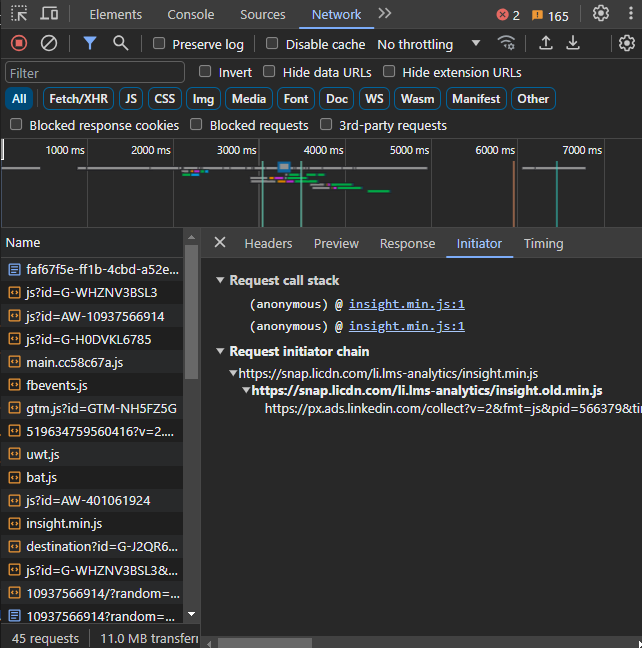 Elements Console Sources Network 2 165
Preserve log Disable cache No throttling
Filter Invert Hide data URLs Hide extension URLs
All Fetch/XHR JS CSS Img Media Font Doc WS Wasm Manifest Other
Blocked response cookies Blocked requests 3rd-party requests
1000 ms 2000 ms 3000 ms 4000 ms 5000 ms 6000 ms 7000 ms
Name
faf67f5e-ff1b-4cbd-a52e...
js?id=G-WHZNV3BSL3
js?id=AW-10937566914
js?id=G-H0DVKL6785
main.cc58c67a.js
fbevents.js
gtm.js?id=GTM-NH5FZ5G
519634759560416?v=2....
uwt.js
bat.js
js?id=AW-401061924
insight.min.js
destination?id=G-J2QR6...
js?id=G-WHZNV3BSL3&...
10937566914/?random=...
10937566914?random=...
45 requests 11.0 MB transferr
Headers Preview Response Initiator Timing
Request call stack
(anonymous) @ insight.min.js:1
(anonymous) @ insight.min.js:1
Request initiator chain
https://snap.licdn.com/li.lms-analytics/insight.min.js
https://snap.licdn.com/li.lms-analytics/insight.old.min.js
https://px.ads.linkedin.com/collect?v=2&fmt=js&pid=566379&ti